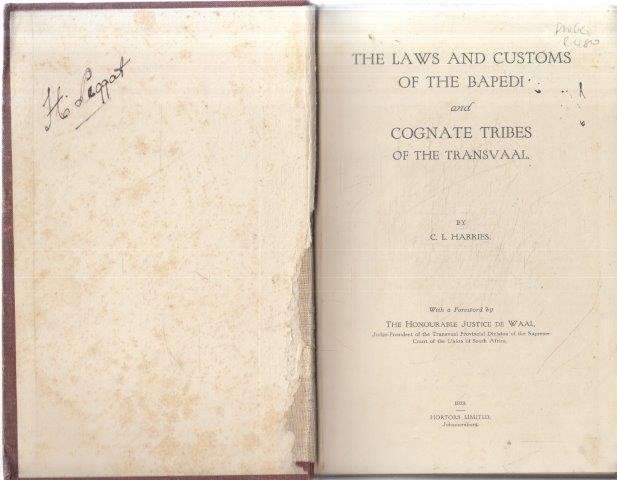 H. Leggat
THE LAWS AND CUSTOMS
OF THE BAPEDI
and
COGNATE TRIBES
OF THE TRANSVAAL.
BY
C. L. HARRIES.
With a Foreword by
THE HONOURABLE JUSTICE DE WAAL,
Judge-President of the Transvaal Provincial Division of the Supreme
Court of the Union of South Africa.
HORTORS LIMITED,
Johannesburg.